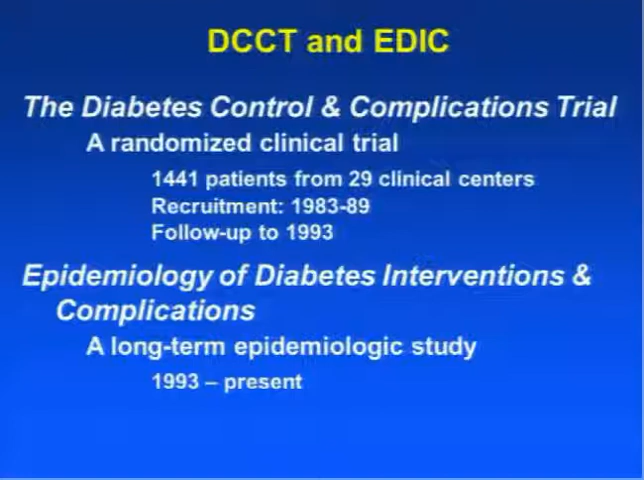 DCCT and EDIC
The Diabetes Control & Complications Trial
A randomized clinical trial
1441 patients from 29 clinical centers
Recruitment: 1983-89
Follow-up to 1993
Epidemiology of Diabetes Interventions &
Complications
A long-term epidemiologic study
1993 – present